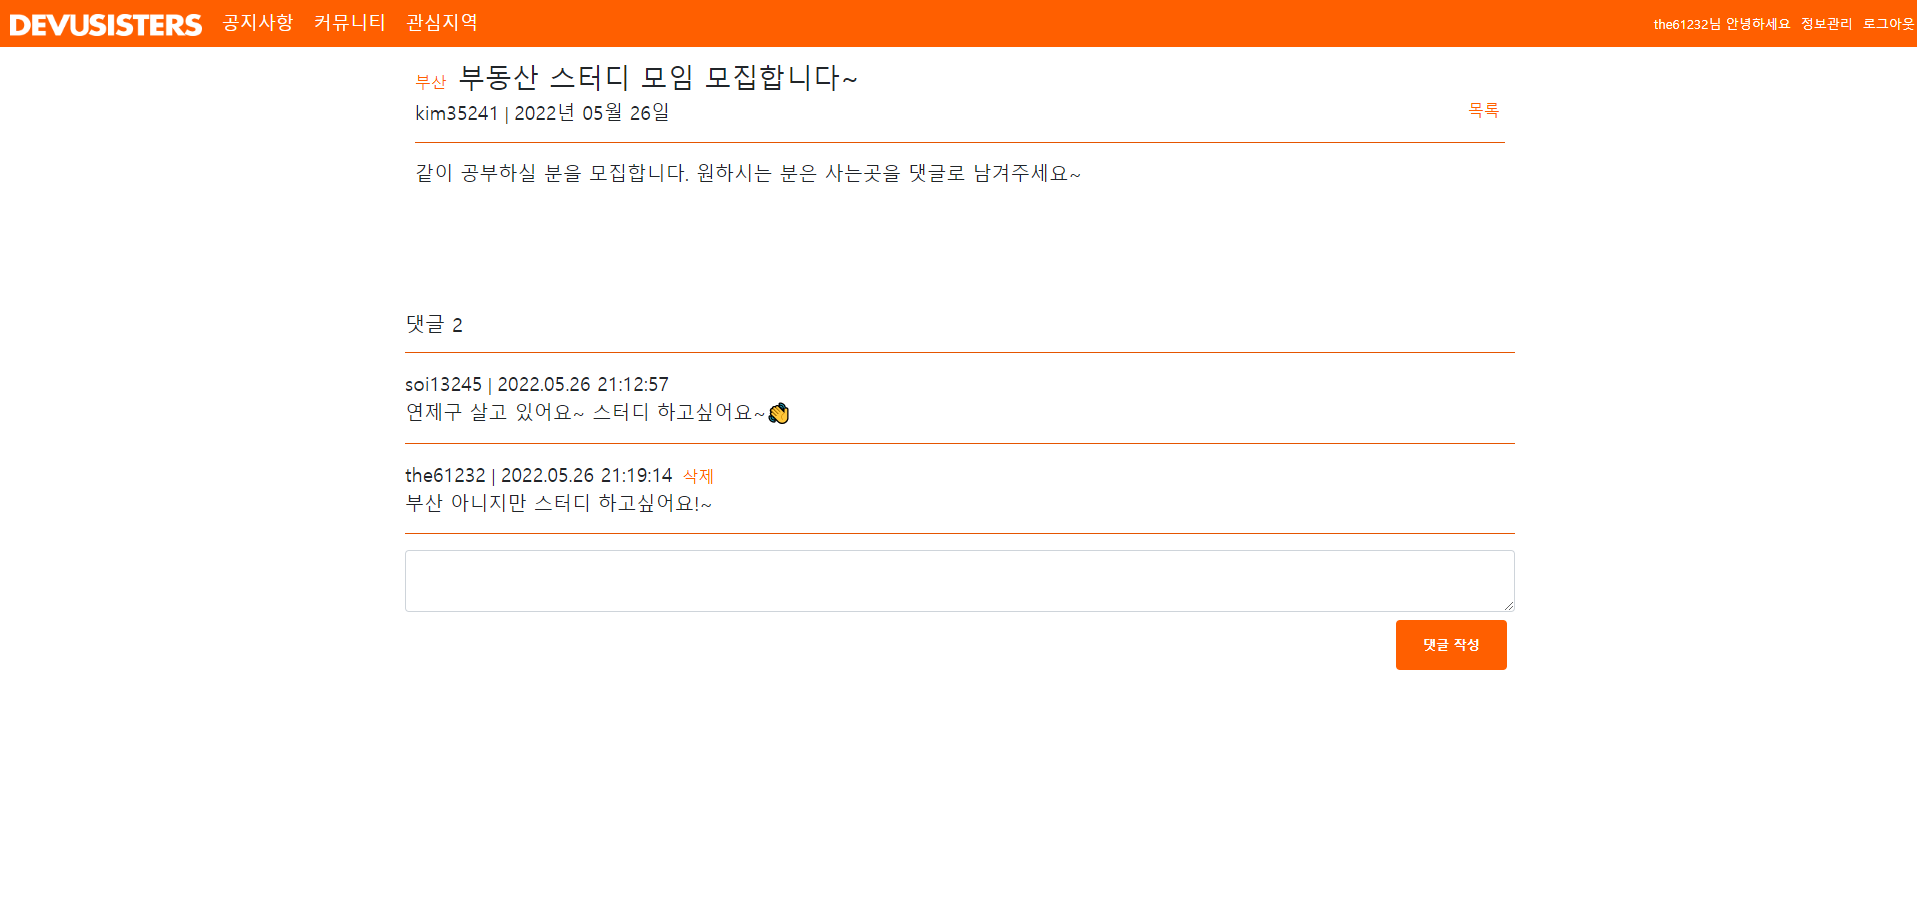 DEVUSISTERS 공지사항 커뮤니티 관심지역 the61232님 안녕하세요 정보관리 로그아웃
부산 부동산 스터디 모임 모집합니다~
kim35241 | 2022년 05월 26일 목록
같이 공부하실 분을 모집합니다. 원하시는 분은 사는곳을 댓글로 남겨주세요~
댓글 2
soi13245 | 2022.05.26 21:12:57
연제구 살고 있어요~ 스터디 하고싶어요~👏
the61232 | 2022.05.26 21:19:14 삭제
부산 아니지만 스터디 하고싶어요!~
댓글 작성